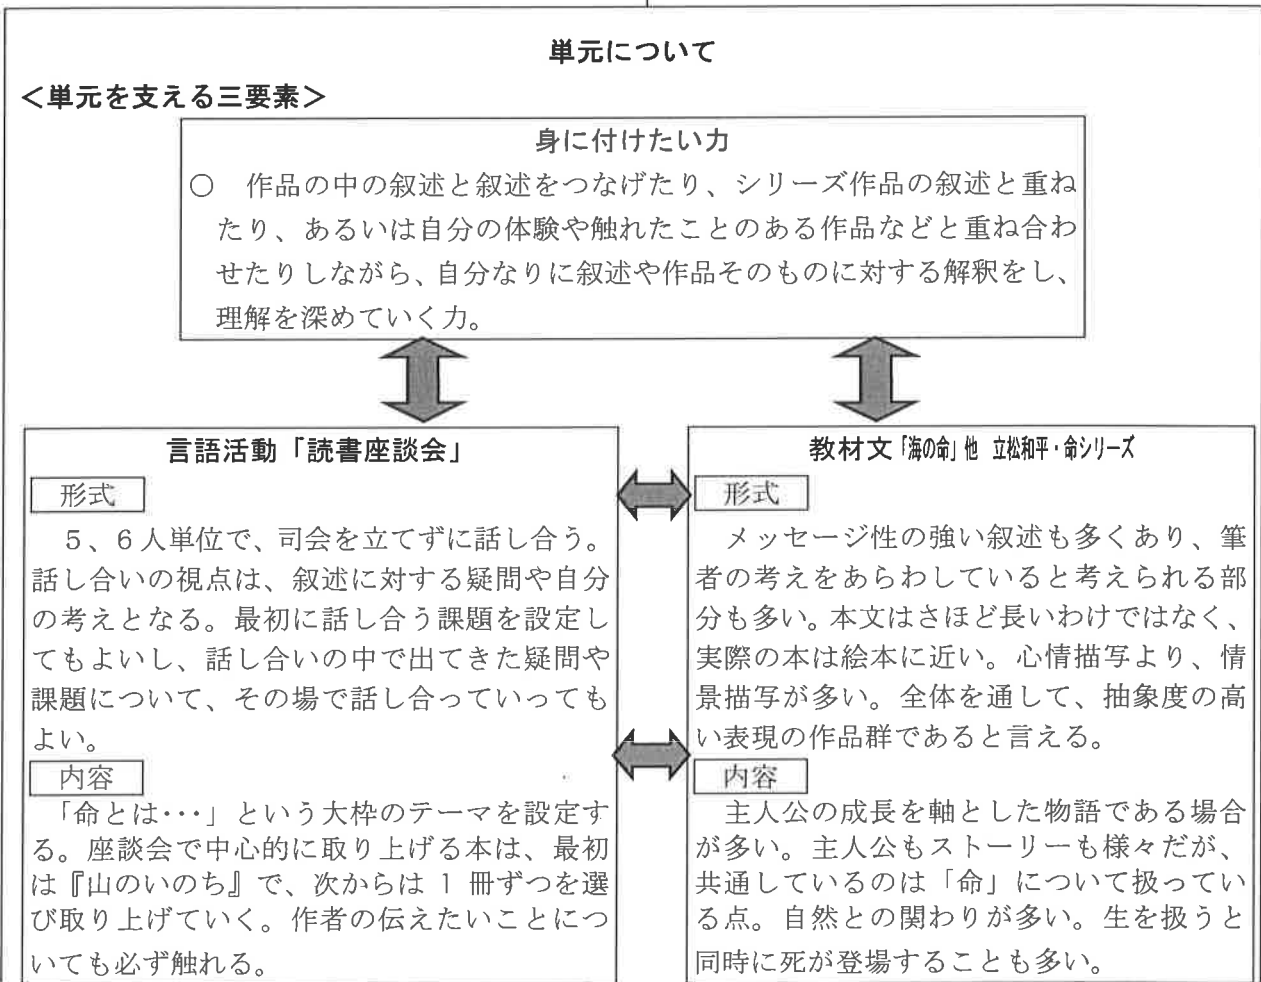 単元について
＜単元を支える三要素＞
身に付けたい力
○　作品の中の叙述と叙述をつなげたり、シリーズ作品の叙述と重ね
たり、あるいは自分の体験や触れたことのある作品などと重ね合わ
せたりしながら、自分なりに叙述や作品そのものに対する解釈をし、
理解を深めていく力。
言語活動「読書座談会」
形式
５、６人単位で、司会を立てずに話し合う。
話し合いの視点は、叙述に対する疑問や自分
の考えとなる。最初に話し合う課題を設定し
てもよいし、話し合いの中で出てきた疑問や
課題について、その場で話し合っていっても
よい。
内容
「命とは･･･」という大枠のテーマを設定す
る。座談会で中心的に取り上げる本は、最初
は『山のいのち』で、次からは 1 冊ずつを選
び取り上げていく。作者の伝えたいことにつ
いても必ず触れる。
教材文「海の命」他 立松和平・命シリーズ
形式
メッセージ性の強い叙述も多くあり、筆
者の考えをあらわしていると考えられる部
分も多い。本文はさほど長いわけではなく、
実際の本は絵本に近い。心情描写より、情
景描写が多い。全体を通して、抽象度の高
い表現の作品群であると言える。
内容
主人公の成長を軸とした物語である場合
が多い。主人公もストーリーも様々だが、
共通しているのは「命」について扱ってい
る点。自然との関わりが多い。生を扱うと
同時に死が登場することも多い。